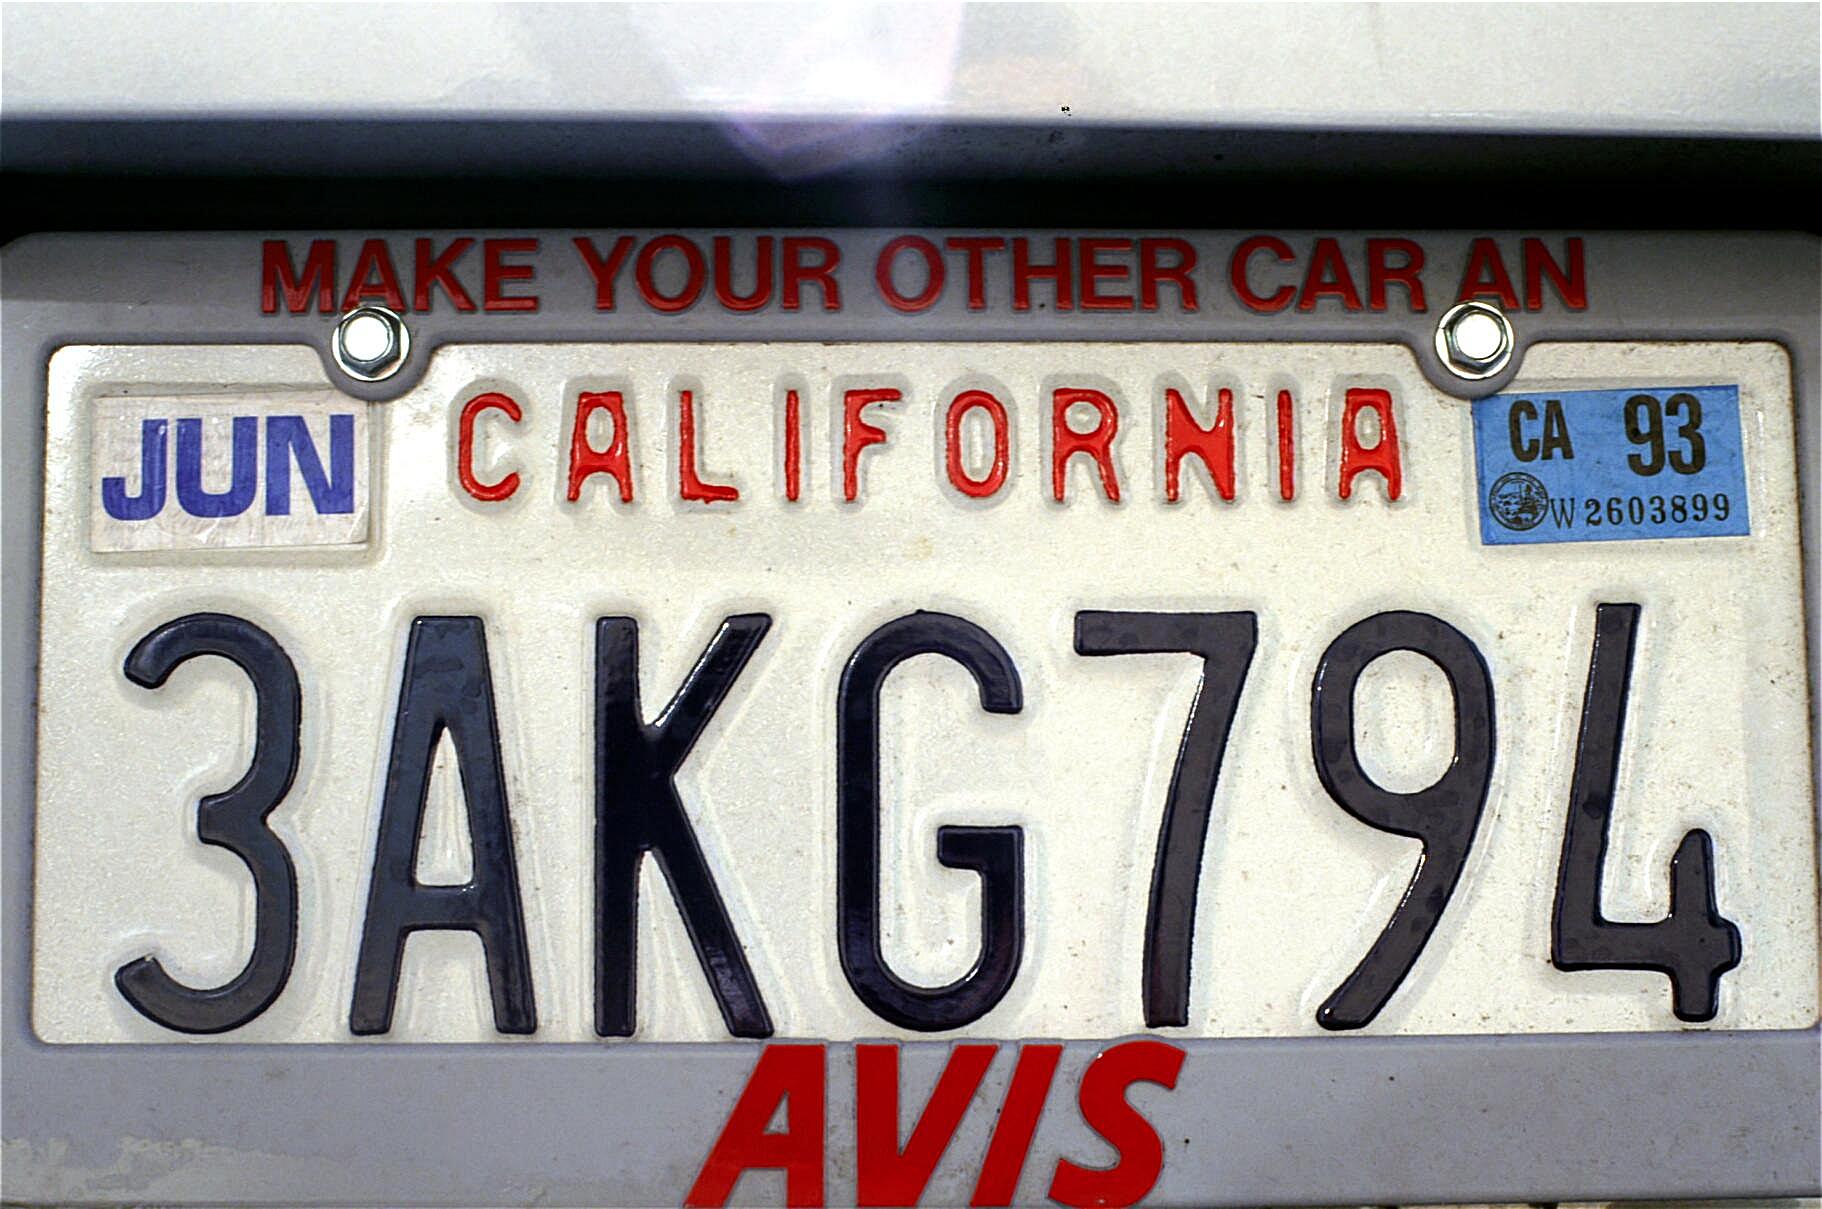 MAKE YOUR OTHER CAR AN
JUN
CALIFORNIA
CA 93
W2603899
3AKG794
AVIS